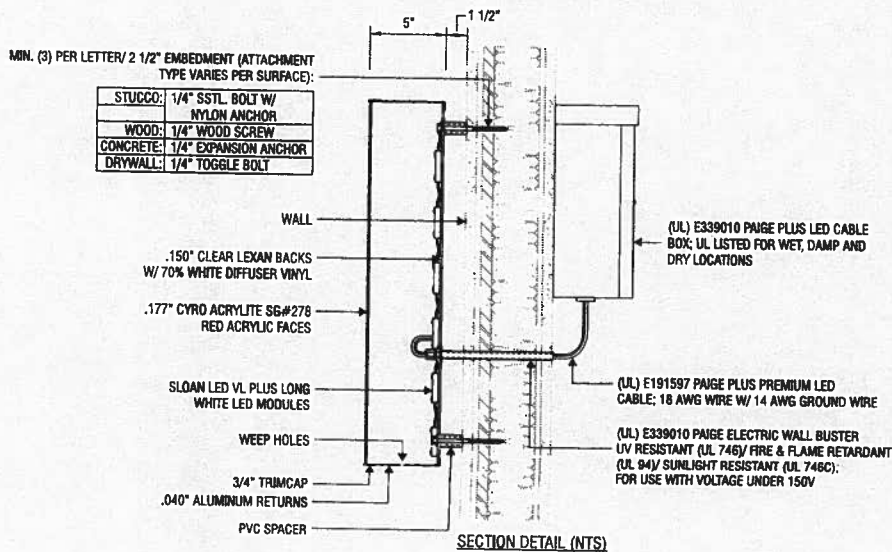 5"
1 1/2"
MIN. (3) PER LETTER/ 2 1/2" EMBEDMENT (ATTACHMENT
TYPE VARIES PER SURFACE):
STUCCO: 1/4" SSTL. BOLT W/
NYLON ANCHOR
WOOD: 1/4" WOOD SCREW
CONCRETE: 1/4" EXPANSION ANCHOR
DRYWALL: 1/4" TOGGLE BOLT
WALL
.150" CLEAR LEXAN BACKS
W/ 70% WHITE DIFFUSER VINYL
.177" CYRO ACRYLITE SG#278
RED ACRYLIC FACES
SLOAN LED VL PLUS LONG
WHITE LED MODULES
WEEP HOLES
3/4" TRIMCAP
.040" ALUMINUM RETURNS
PVC SPACER
(UL) E339010 PAIGE PLUS LED CABLE
BOX; UL LISTED FOR WET, DAMP AND
DRY LOCATIONS
(UL) E191597 PAIGE PLUS PREMIUM LED
CABLE; 18 AWG WIRE W/ 14 AWG GROUND WIRE
(UL) E339010 PAIGE ELECTRIC WALL BUSTER
UV RESISTANT (UL 746)/ FIRE & FLAME RETARDANT
(UL 94)/ SUNLIGHT RESISTANT (UL 746C);
FOR USE WITH VOLTAGE UNDER 150V
SECTION DETAIL (NTS)